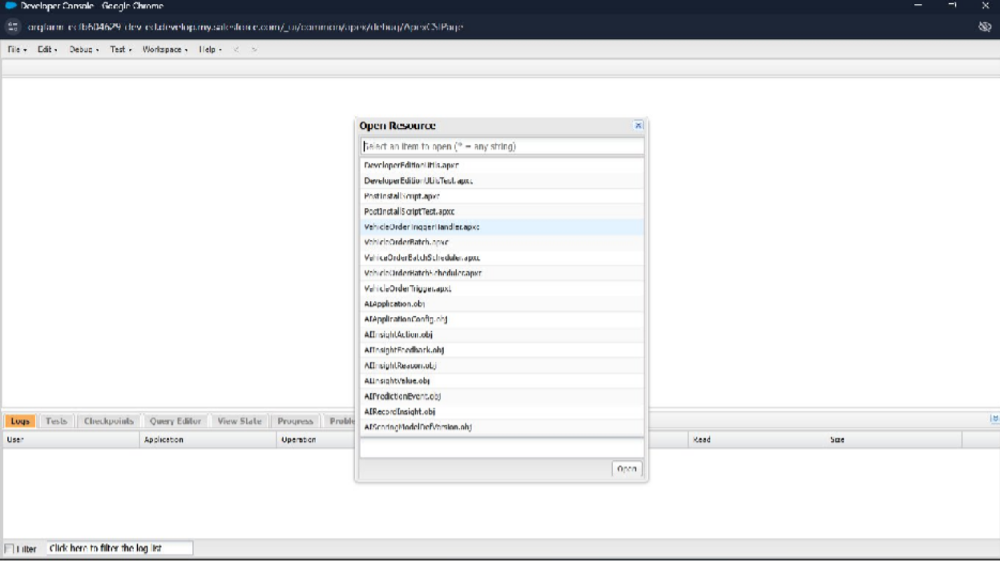 Developer Console - Google Chrome
orgfarm-ecfb604629-dev-ed.develop.my.salesforce.com/_ui/common/apex/debug/ApexCSIPage
File Edit Debug Test Workspace Help < >
Open Resource
Select an item to open (* = any string)
DeveloperEditionUtils.apxc
DeveloperEditionUtilsTest.apxc
PostInstallScript.apxc
PostInstallScriptTest.apxc
VehicleOrderTriggerHandler.apxc
VehicleOrderBatch.apxc
VehiceOrderBatchScheduler.apxc
VehicleOrderBatchScheduler.apxc
VehicleOrderTrigger.apxt
AIApplication.obj
AIApplicationConfig.obj
AIInsightAction.obj
AIInsightFeedback.obj
AIInsightReason.obj
AIInsightValue.obj
AIPredictionEvent.obj
AIRecordInsight.obj
AIScoringModelDefVersion.obj
Logs Tests Checkpoints Query Editor View State Progress Proble
User Application Operation Read Size
Open
Filter Click here to filter the log list